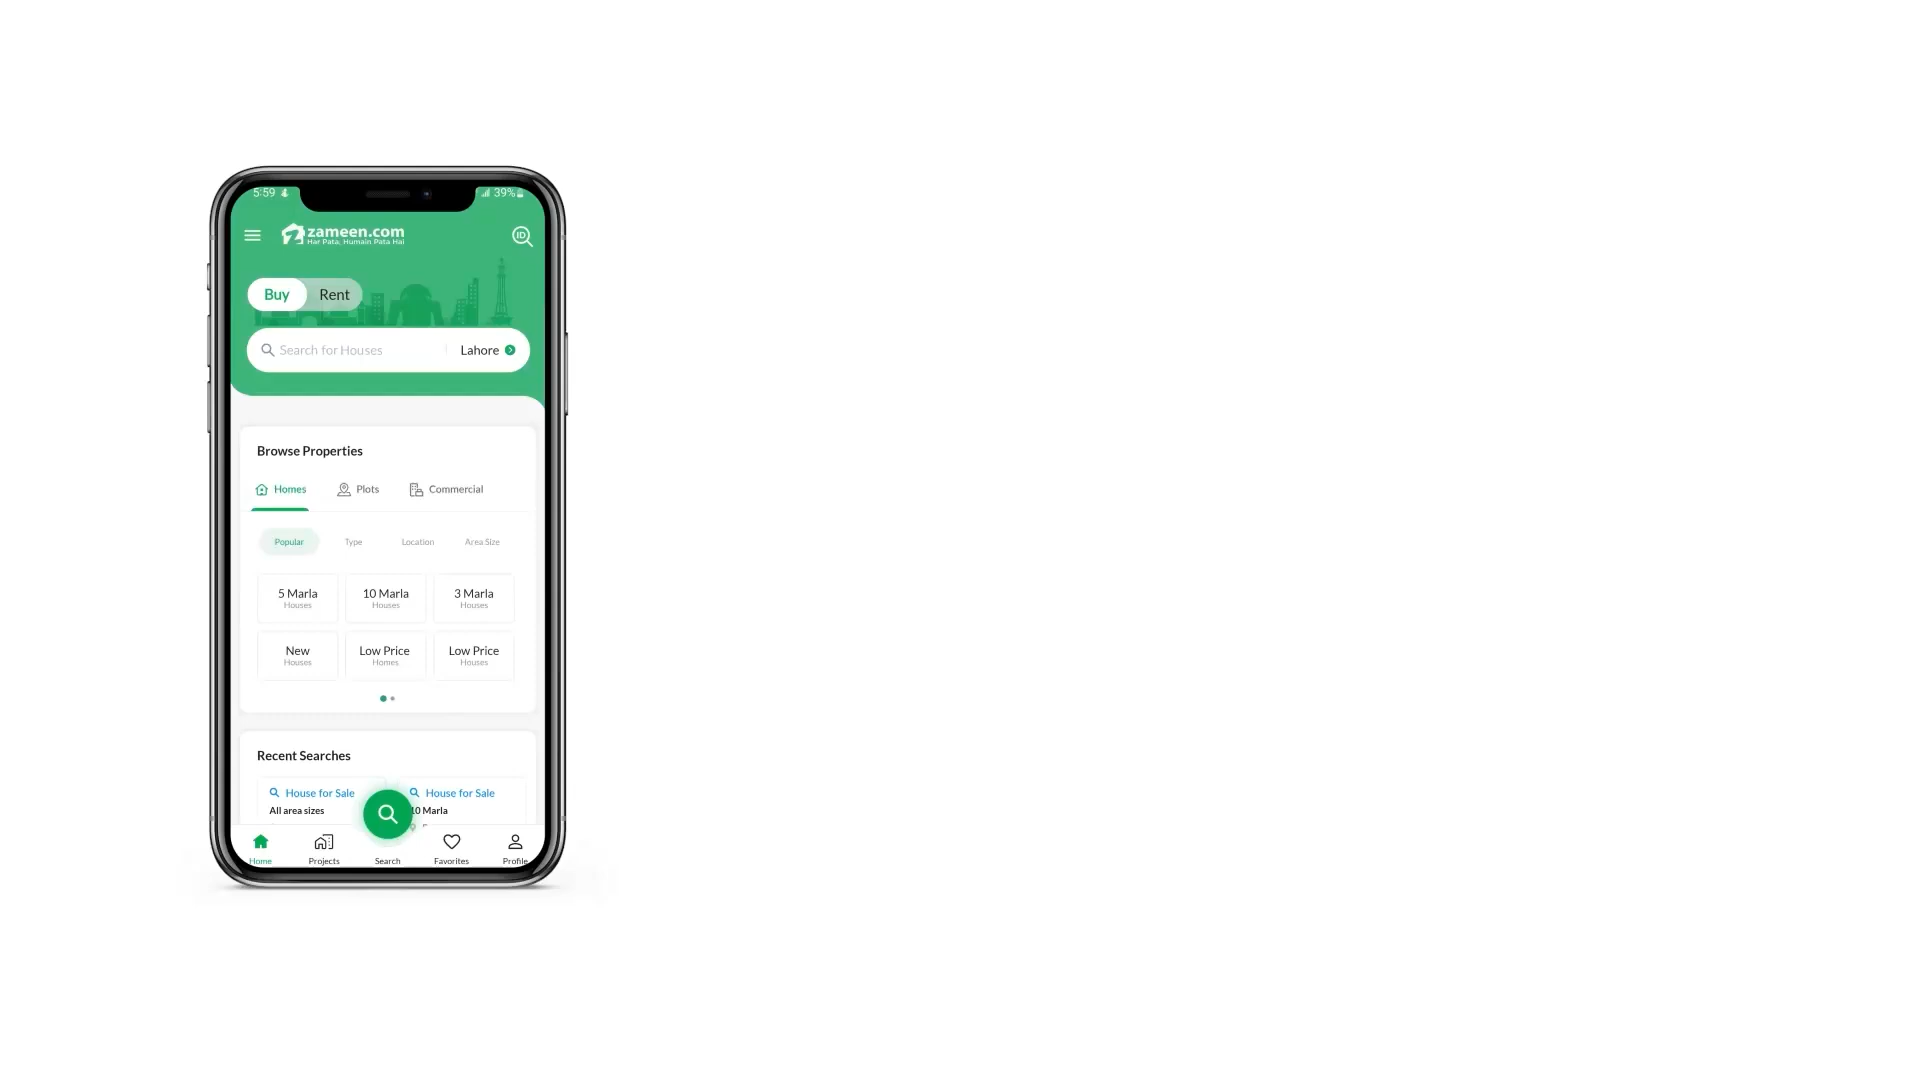 5:59
39%
zameen.com
Har Pata, Humain Pata Hai
ID
Buy Rent
Search for Houses Lahore
Browse Properties
Homes Plots Commercial
Popular Type Location Area Size
5 Marla 10 Marla 3 Marla
Houses Houses Houses
New Low Price Low Price
Houses Homes Houses
Recent Searches
House for Sale House for Sale
All area sizes 10 Marla
Home Projects Search Favorites Profile